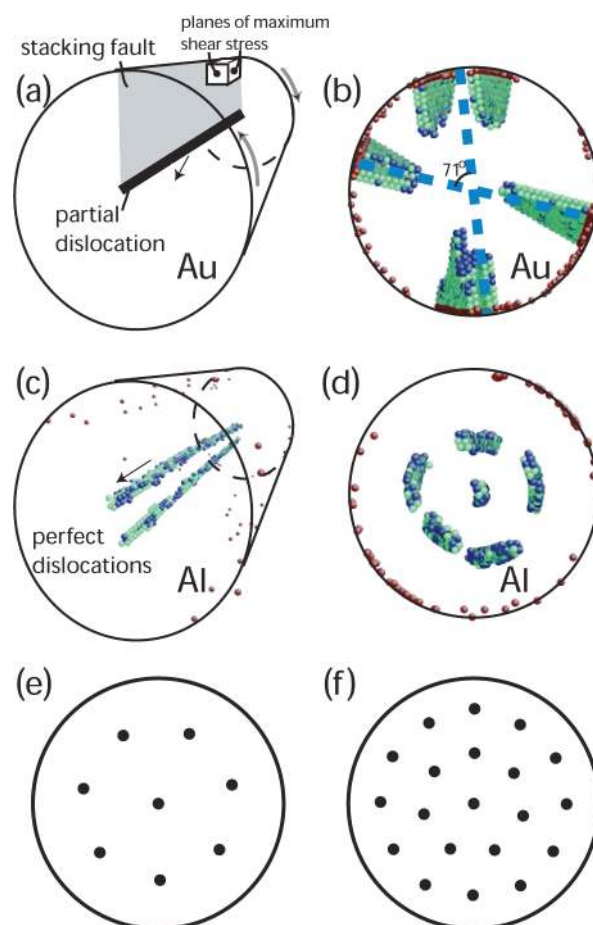 planes of maximum
shear stress
stacking fault
(a)
partial
dislocation
Au
(b)
71°
Au
(c)
perfect
dislocations
Al
(d)
Al
(e)
(f)